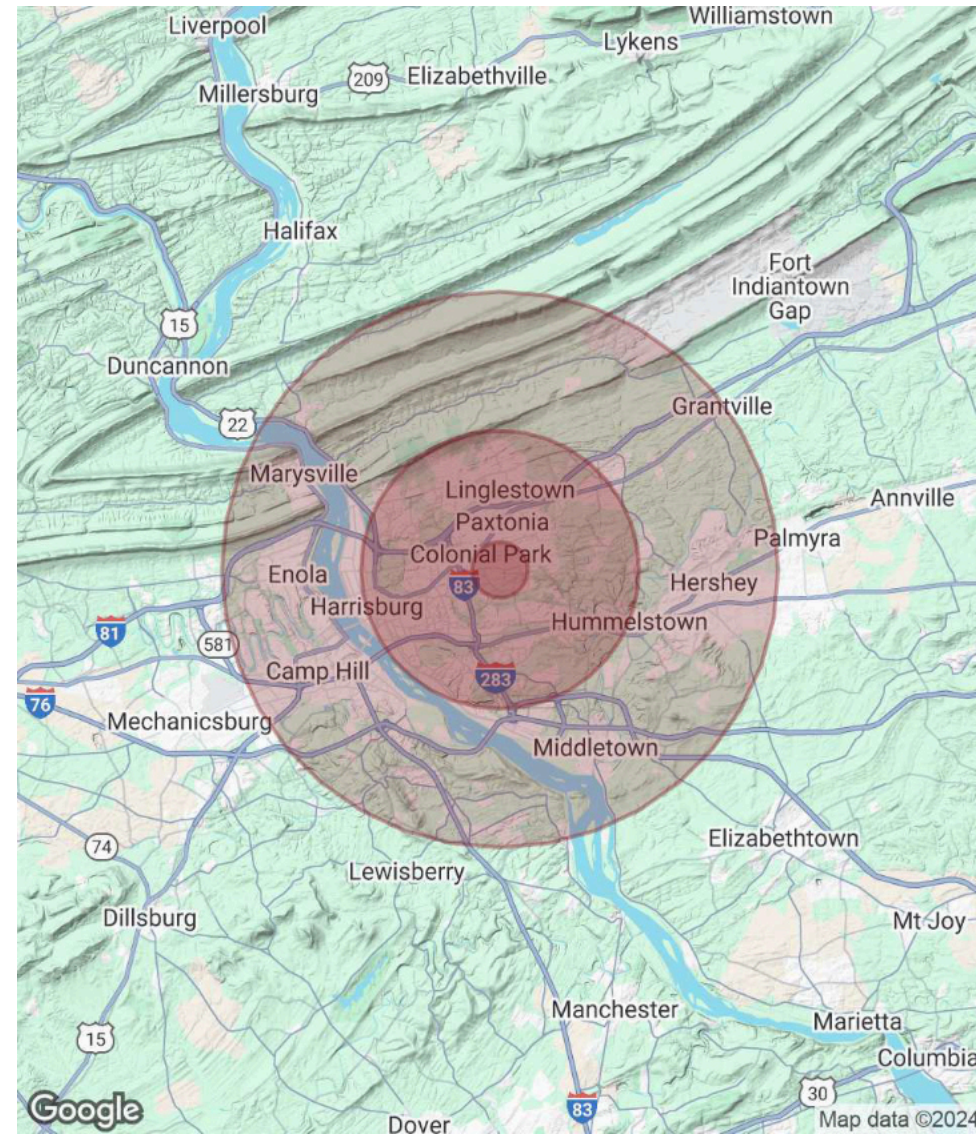 Williamstown
Liverpool
Lykens
209
Elizabethville
Millersburg
Halifax
Fort
Indiantown
Gap
15
Duncannon
Grantville
22
Marysville
Linglestown
Annville
Paxtonia
Palmyra
Colonial Park
Enola
83
Hershey
Harrisburg
Hummelstown
81
581
Camp Hill
283
76
Mechanicsburg
Middletown
Elizabethtown
74
Lewisberry
Dillsburg
Mt Joy
Manchester
Marietta
15
Columbia
30
Google
83
Map data ©2024
Dover